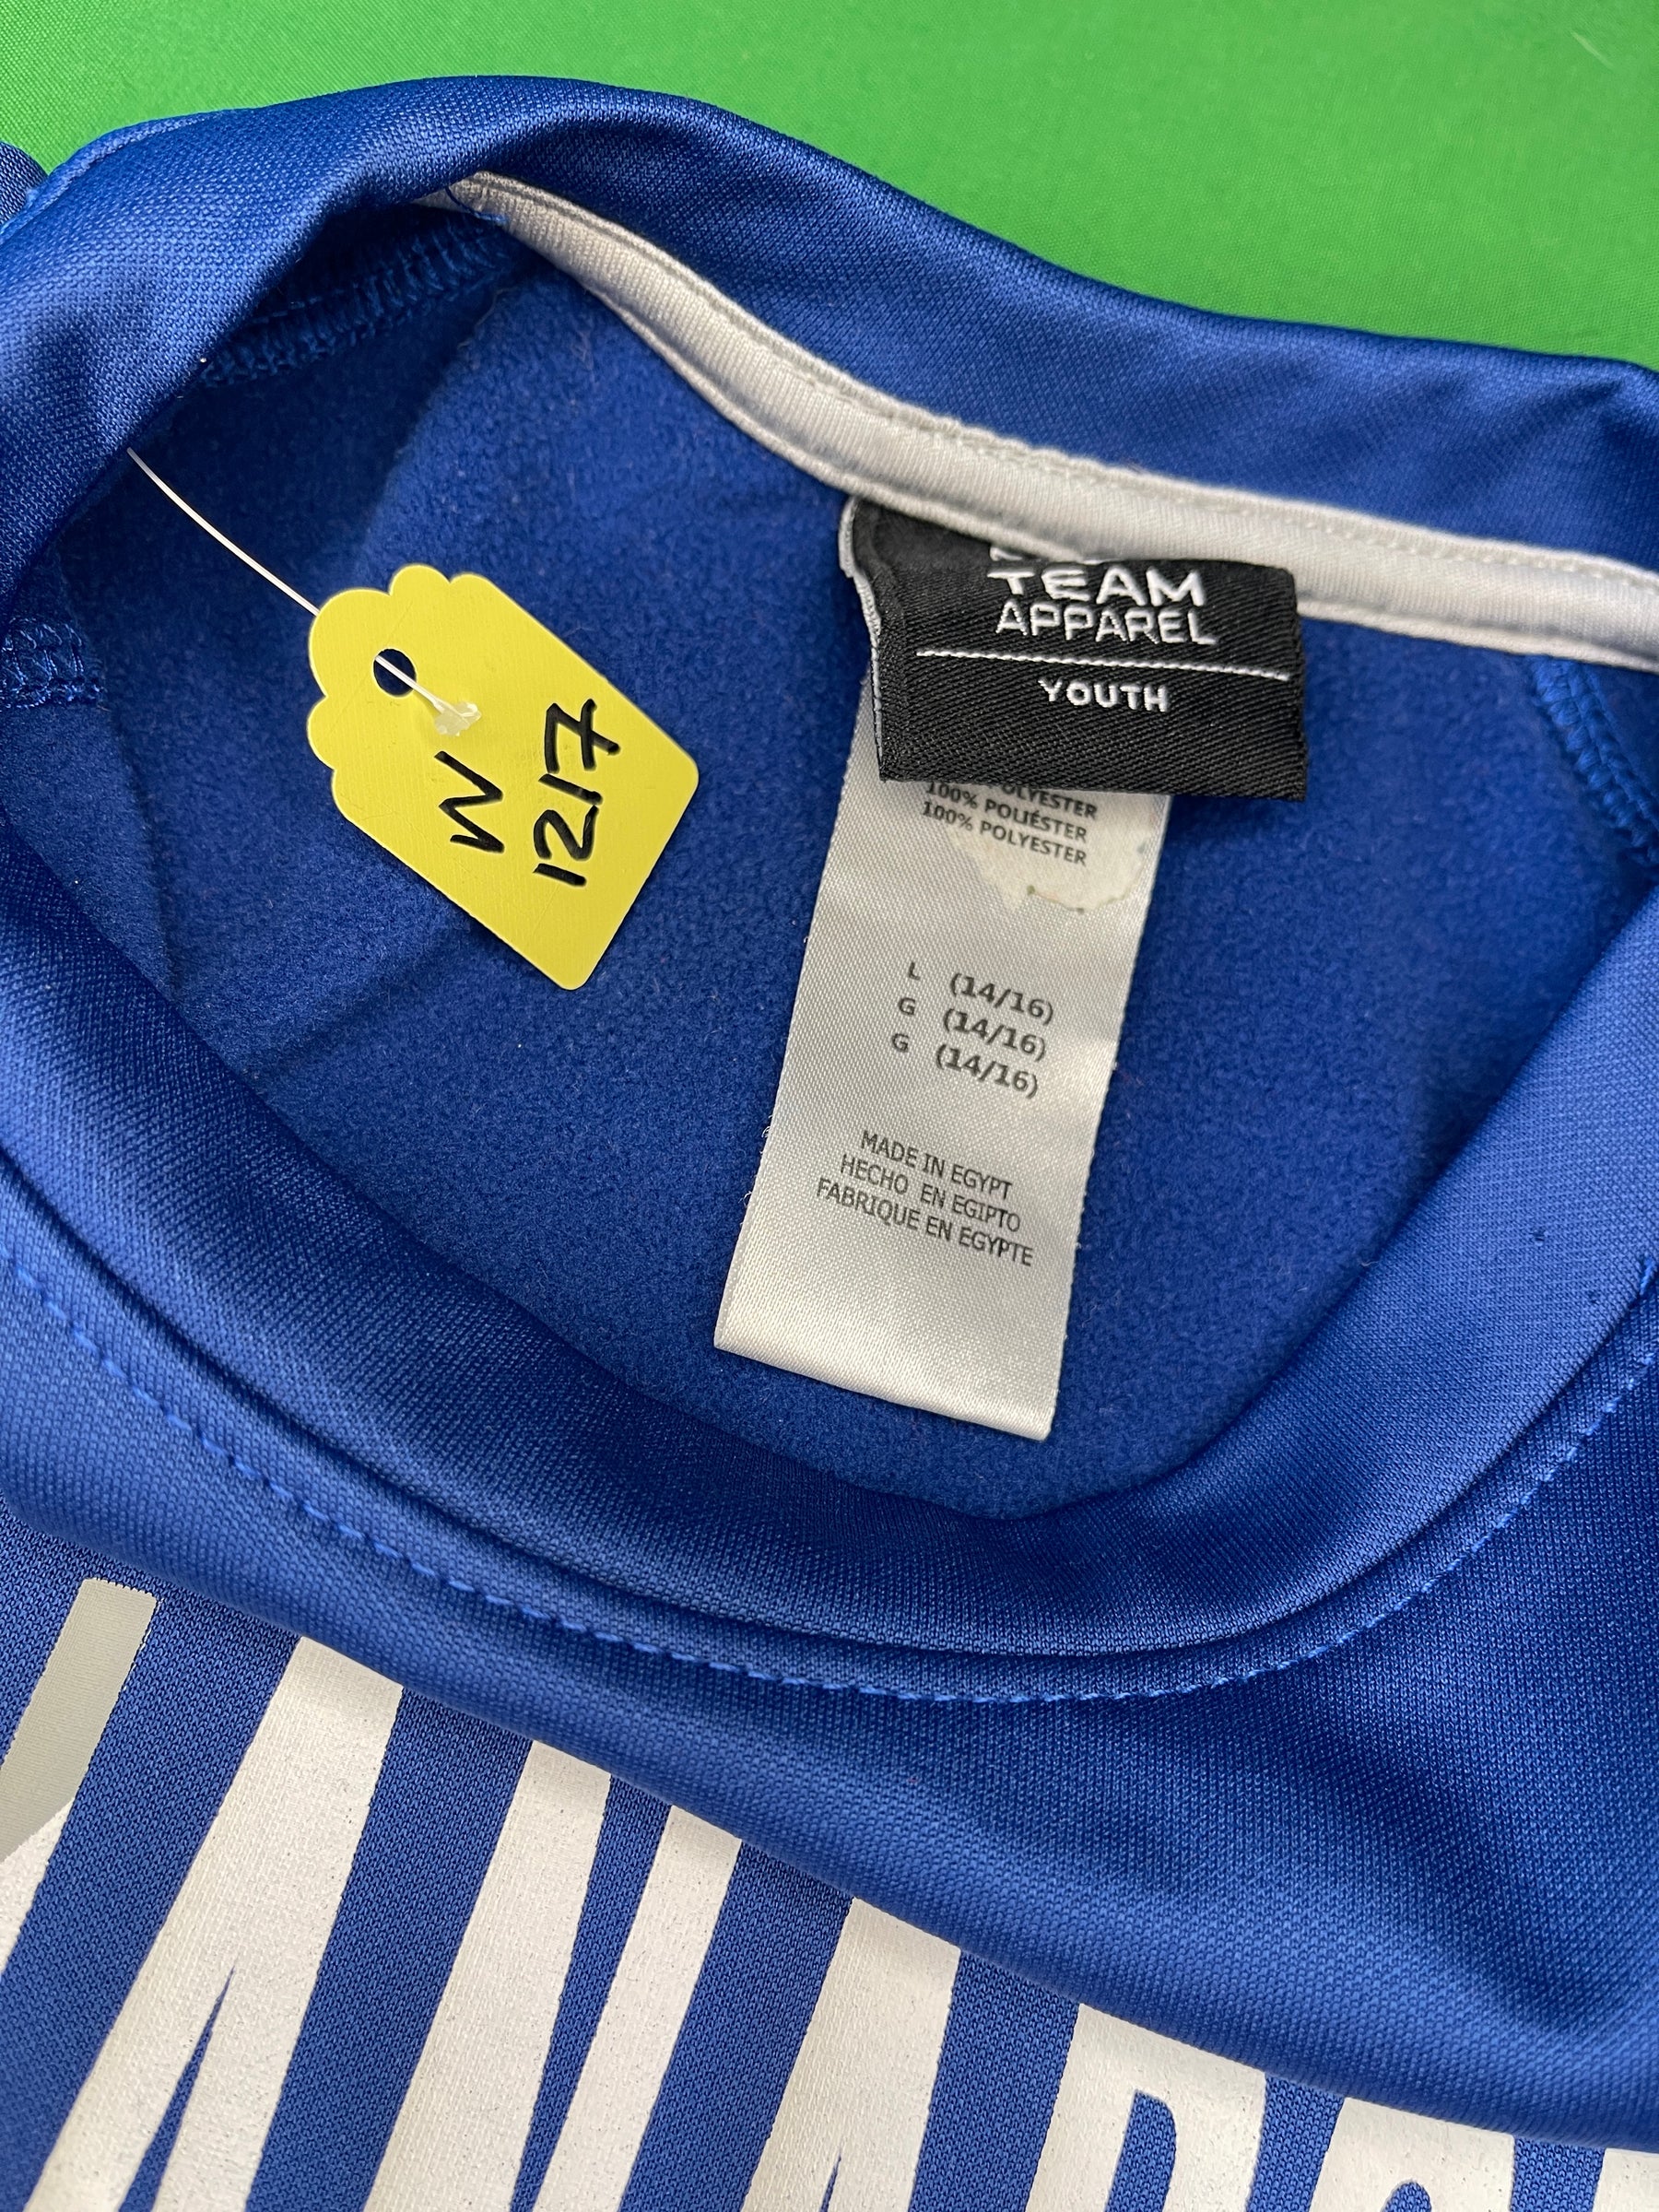 W
1217
TEAM
APPAREL
YOUTH
POLYESTER
100% POLIÉSTER
100% POLYESTER
L (14/16)
G (14/16)
G (14/16)
MADE IN EGYPT
HECHO EN EGIPTO
FABRIQUE EN EGYPTE